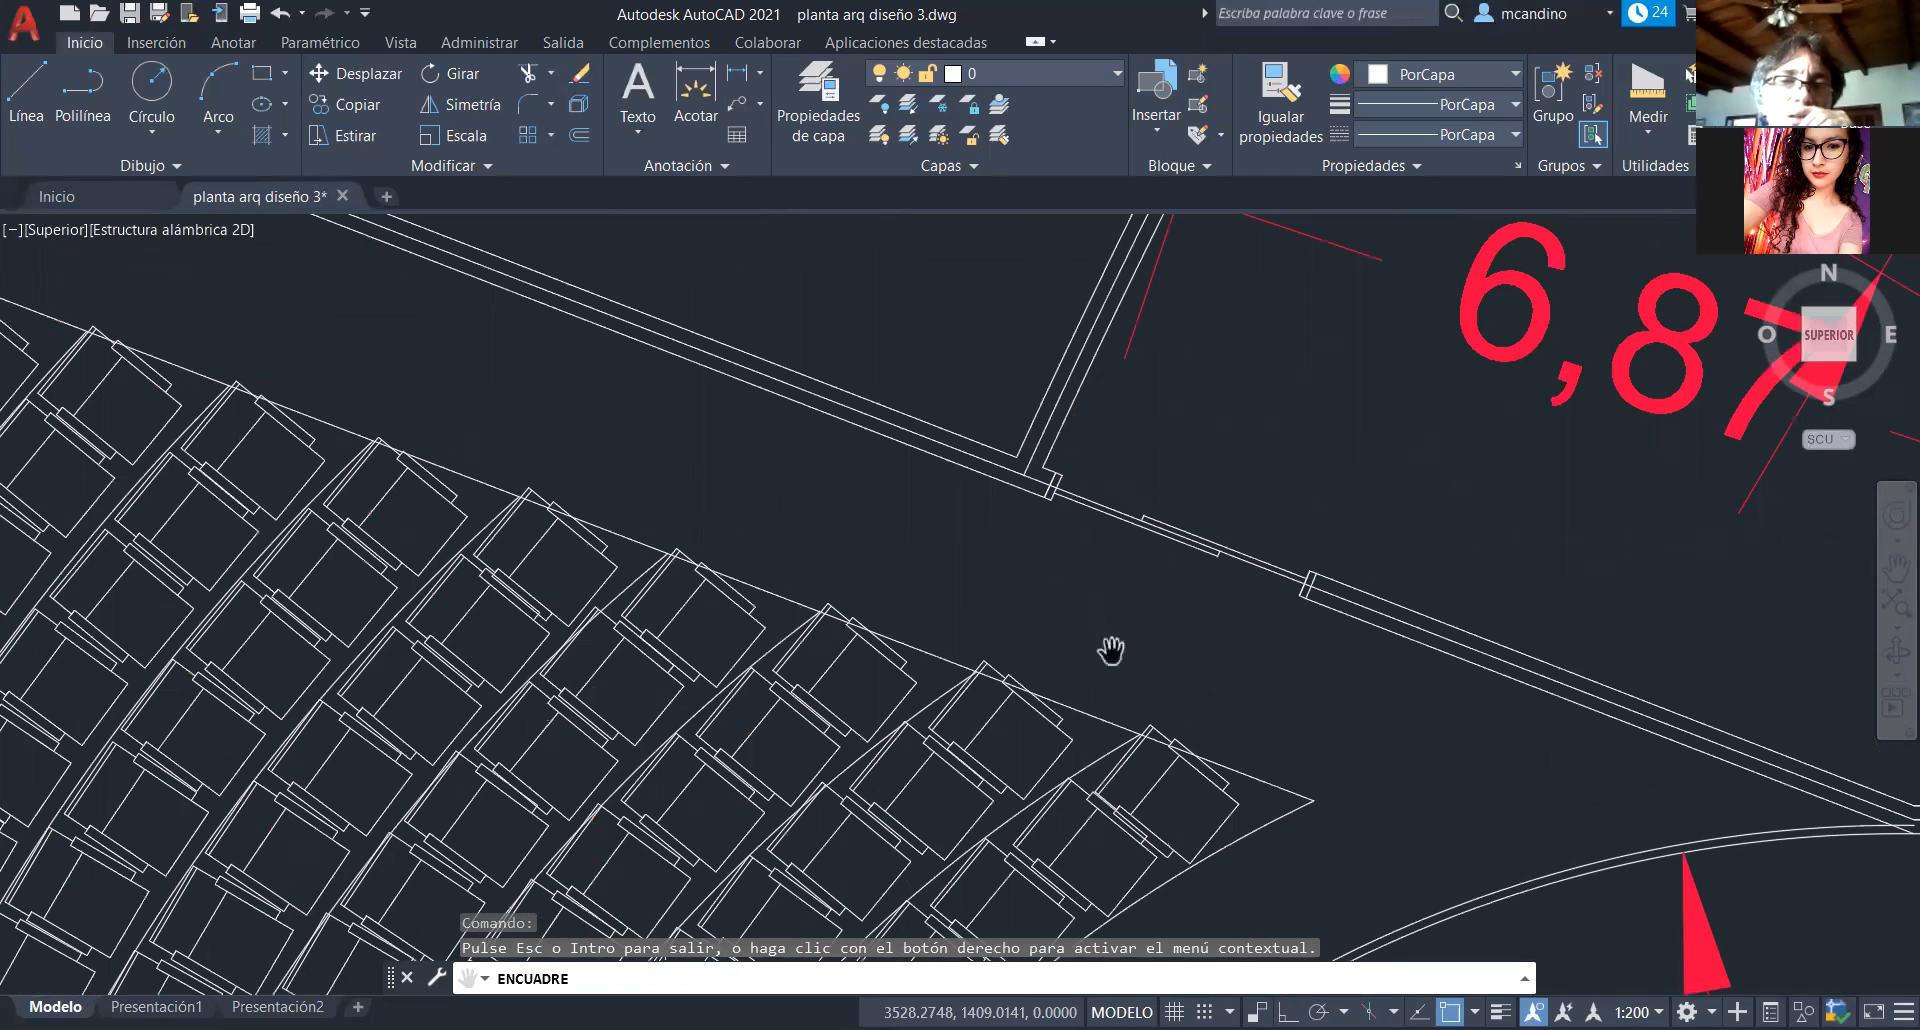 Autodesk AutoCAD 2021 planta arq diseño 3.dwg
Escriba palabra clave o frase
mcandino
24
Inicio Inserción Anotar Paramétrico Vista Administrar Salida Complementos Colaborar Aplicaciones destacadas
Línea Polilínea Círculo Arco
Desplazar Girar
Copiar Simetría
Estirar Escala
Texto Acotar
Propiedades de capa
0
Insertar
Igualar propiedades
PorCapa
PorCapa
PorCapa
Grupo
Medir
Dibujo Modificar Anotación Capas Bloque Propiedades Grupos Utilidades
Inicio planta arq diseño 3*
[−][Superior][Estructura alámbrica 2D]
6,87
N
O SUPERIOR E
S
SCU
Comando:
Pulse Esc o Intro para salir, o haga clic con el botón derecho para activar el menú contextual.
ENCUADRE
Modelo Presentación1 Presentación2
3528.2748, 1409.0141, 0.0000 MODELO 1:200